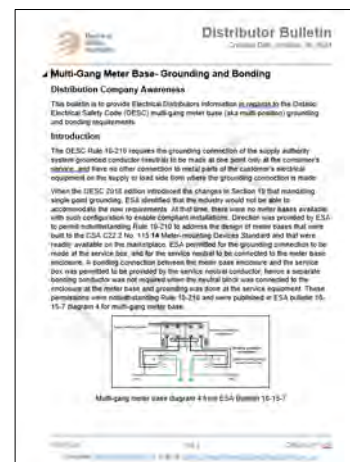 Distributor Bulletin
Multi-Gang Meter Base- Grounding and Bonding
Distribution Company Awareness
This bulletin is to provide Electrical Distributors information in regards to the Ontario
Electrical Safety Code (OESC) multi-gang meter base (aka multi-position) grounding
and bonding requirements.
Introduction
The OESC Rule 10-210 requires the grounding connection of the supply authority
system grounded conductor (neutral) to be made at one point only at the consumer's
service, and have no other connection to metal parts of the customer's electrical
equipment on the supply or load side from where the grounding connection is made.
When the OESC 2018 edition introduced the changes in Section 10 that mandating
single point grounding, ESA identified that the industry would not be able to
accommodate the new requirements. At that time, there were no meter bases available
with such configuration to enable compliant installations. Direction was provided by ESA
to permit notwithstanding Rule 10-210 to address the design of meter bases that were
built to the CSA C22.2 No. 115 14 Meter-mounting Devices Standard and that were
readily available on the marketplace. ESA permitted for the grounding connection to be
made at the service box, and for the service neutral to be connected to the meter base
enclosure. A bonding connection between the meter enclosure and the service
box was permitted to be provided by the service neutral conductor, hence a separate
bonding conductor was not required when the neutral block was connected to the
enclosure at the meter base and grounding was done at the service equipment. These
permissions were notwithstanding Rule 10-210 and were published in ESA bulletin 10-
15-7 diagram 4 for multi-gang meter base.
Multi-gang meter base diagram 4 from ESA Bulletin 10-15-7